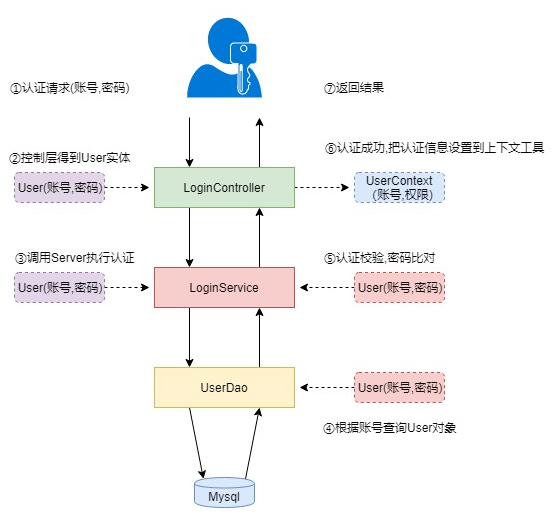 ①认证请求(账号,密码)
⑦返回结果
②控制层得到User实体
⑥认证成功,把认证信息设置到上下文工具
User(账号,密码)
LoginController
UserContext
(账号,权限)
③调用Server执行认证
⑤认证校验,密码比对
User(账号,密码)
LoginService
User(账号,密码)
UserDao
User(账号,密码)
④根据账号查询User对象
Mysql